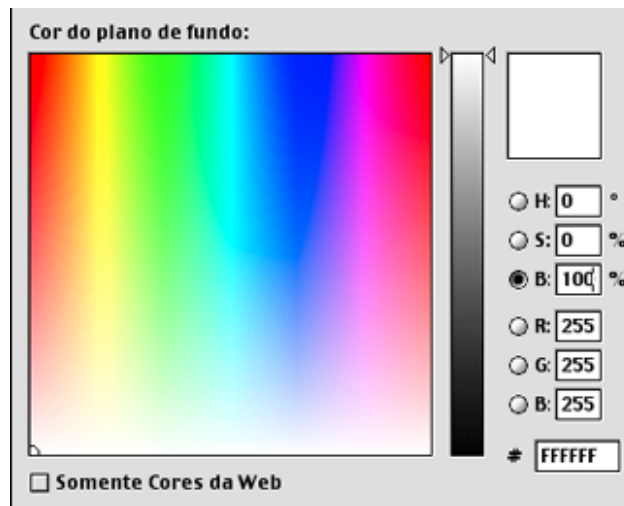 Cor do plano de fundo:
H: 0 °
S: 0 %
B: 100 %
R: 255
G: 255
B: 255
# FFFFFF
Somente Cores da Web